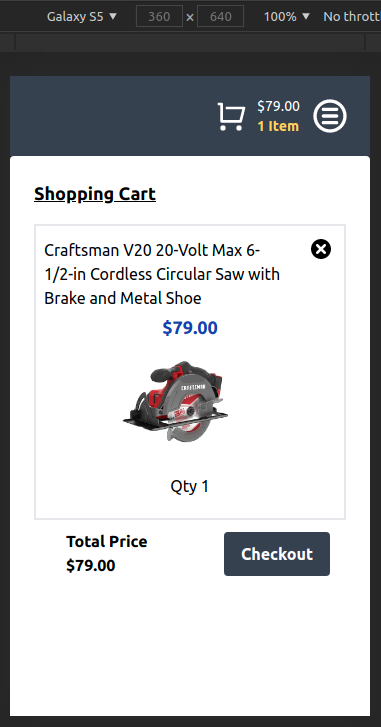 Galaxy S5 ▼ 360 × 640 100% ▼ No thrott
$79.00
1 Item
Shopping Cart
Craftsman V20 20-Volt Max 6-
1/2-in Cordless Circular Saw with
Brake and Metal Shoe
$79.00
CRAFTSMAN
Qty 1
Total Price
$79.00
Checkout